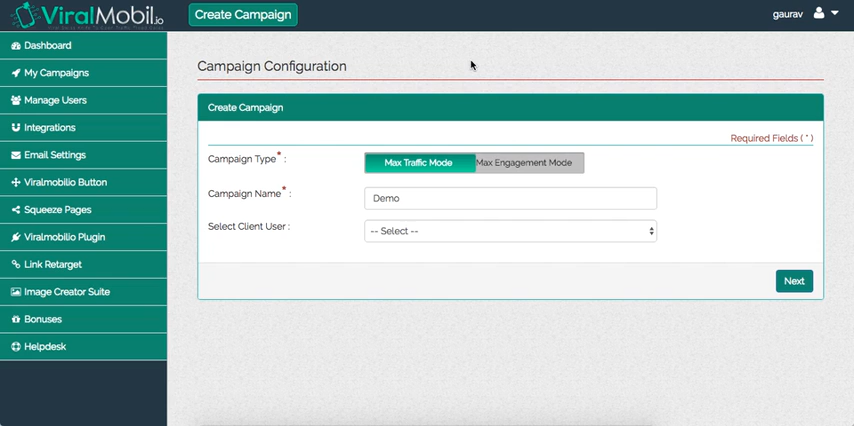 ViralMobil.io
Create Campaign
gaurav
Dashboard
My Campaigns
Manage Users
Integrations
Email Settings
Viralmobilio Button
Squeeze Pages
Viralmobilio Plugin
Link Retarget
Image Creator Suite
Bonuses
Helpdesk
Campaign Configuration
Create Campaign
Required Fields ( * )
Campaign Type * :
Max Traffic Mode Max Engagement Mode
Campaign Name * :
Demo
Select Client User :
-- Select --
Next